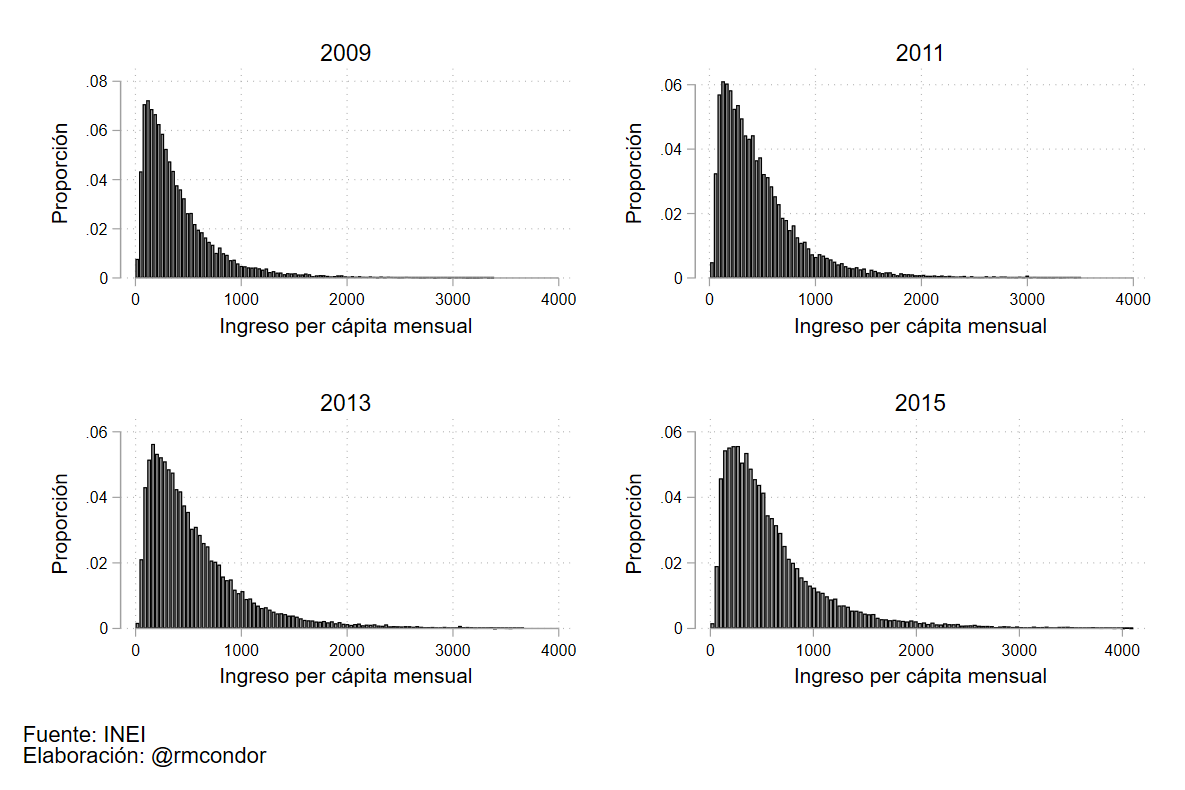 2009
.08
.06
.04
.02
0
Proporción
0 1000 2000 3000 4000
Ingreso per cápita mensual
2011
.06
.04
.02
0
Proporción
0 1000 2000 3000 4000
Ingreso per cápita mensual
2013
.06
.04
.02
0
Proporción
0 1000 2000 3000 4000
Ingreso per cápita mensual
2015
.06
.04
.02
0
Proporción
0 1000 2000 3000 4000
Ingreso per cápita mensual
Fuente: INEI
Elaboración: @rmcondor